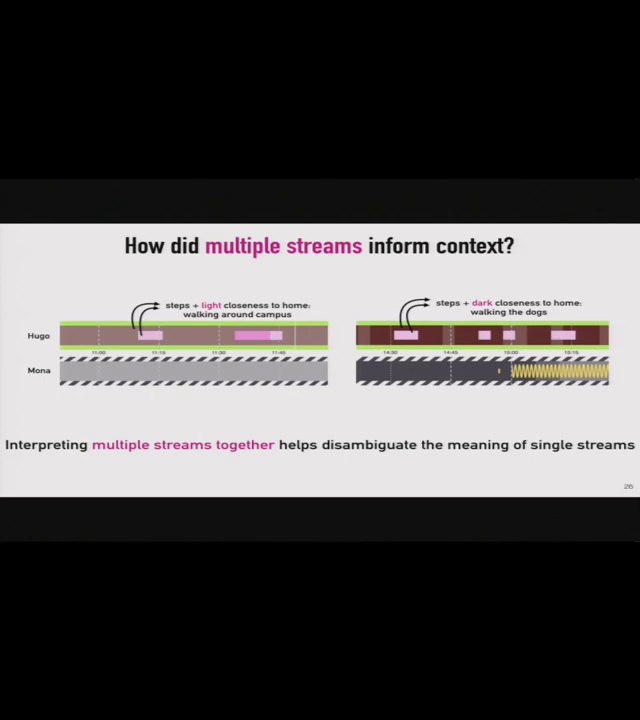 How did multiple streams inform context?
steps + light closeness to home:
walking around campus
steps + dark closeness to home:
walking the dogs
Hugo
11:00 11:15 11:30 11:45
14:30 14:45 15:00 15:15
Mona
Interpreting multiple streams together helps disambiguate the meaning of single streams
26